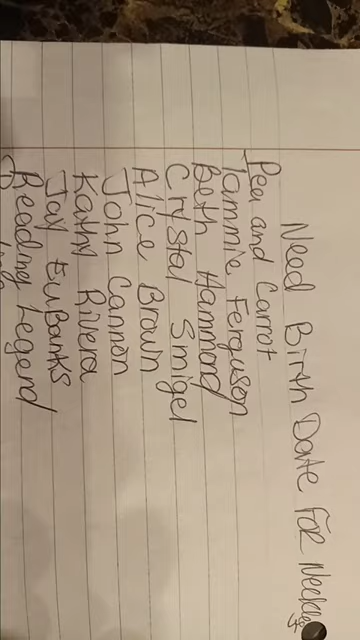 Need Birth Date For Necklace
Pea and Carrot
Tammie Ferguson
Beth Hammond
Crystal Smigel
Alice Brown
John Cannon
Kathy Rivera
Jay Eubanks
Reading Legend